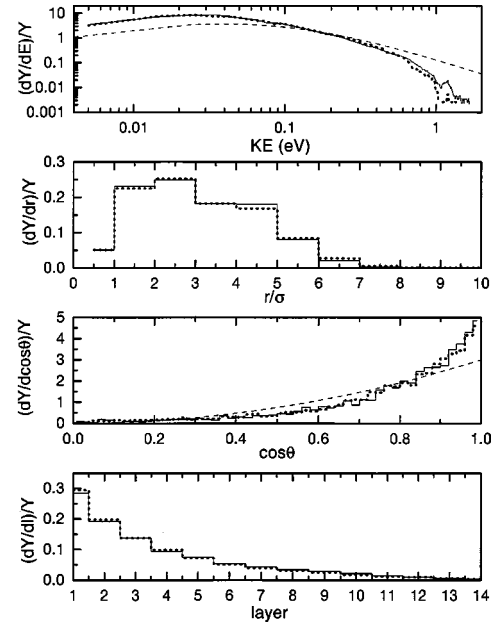 (dY/dE)/Y
10
1
0.1
0.01
0.001
0.01 0.1 1
KE (eV)
(dY/dr)/Y
0.3
0.2
0.1
0.0
0 1 2 3 4 5 6 7 8 9 10
r/σ
(dY/dcosθ)/Y
5
4
3
2
1
0
0.0 0.2 0.4 0.6 0.8 1.0
cosθ
(dY/dl)/Y
0.3
0.2
0.1
0.0
1 2 3 4 5 6 7 8 9 10 11 12 13 14
layer